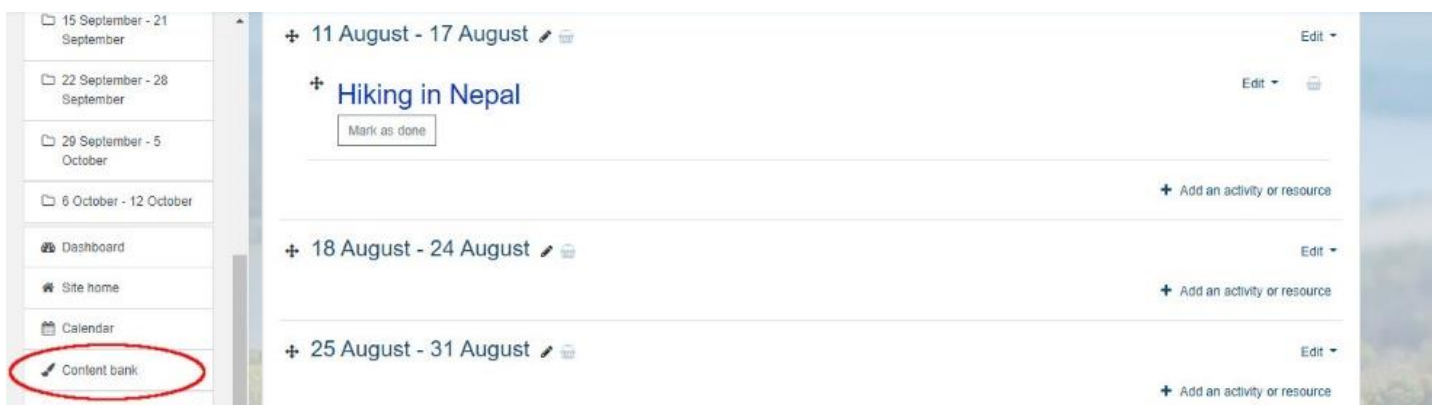 15 September - 21
September
22 September - 28
September
29 September - 5
October
6 October - 12 October
Dashboard
Site home
Calendar
Content bank
11 August - 17 August
Edit
Hiking in Nepal
Edit
Mark as done
Add an activity or resource
18 August - 24 August
Edit
Add an activity or resource
25 August - 31 August
Edit
Add an activity or resource